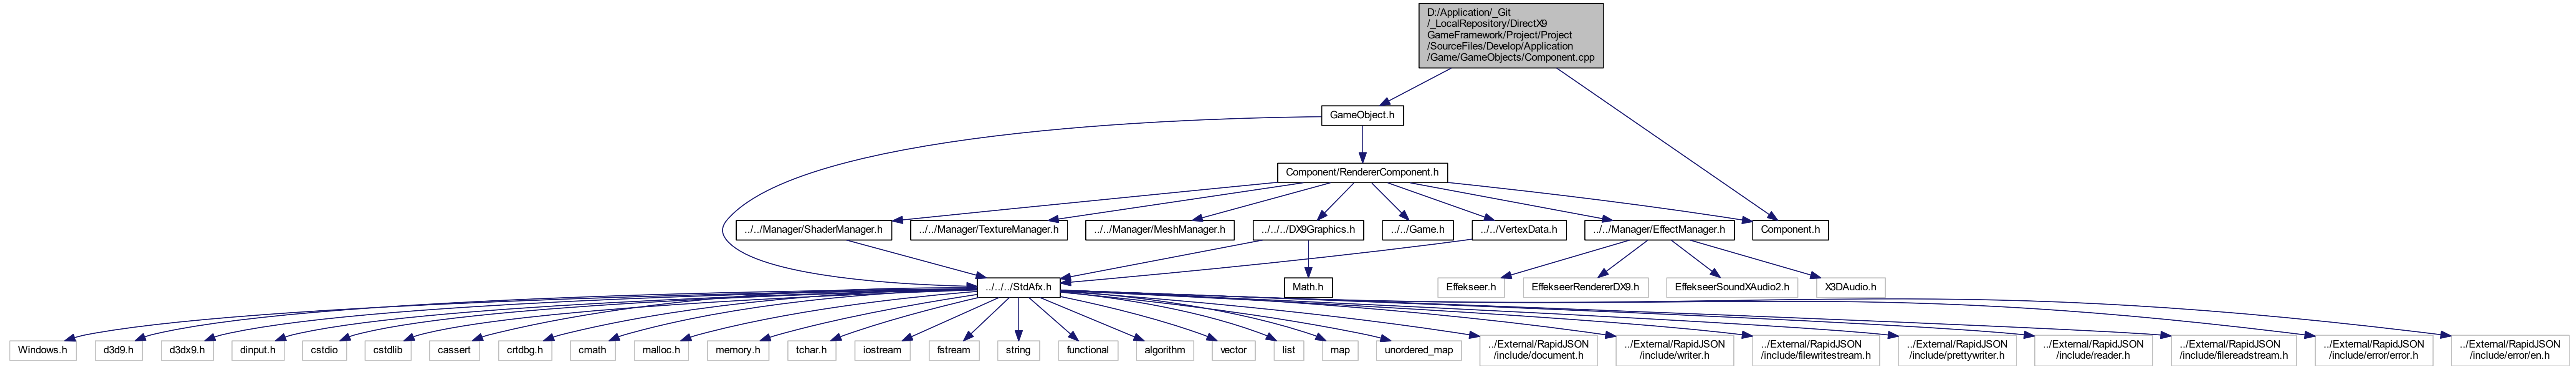 D:/Application/_Git
/_LocalRepository/DirectX9
GameFramework/Project/Project
/SourceFiles/Develop/Application
/Game/GameObjects/Component.cpp
GameObject.h
Component/RendererComponent.h
../../Manager/ShaderManager.h
../../Manager/TextureManager.h
../../Manager/MeshManager.h
../../../DX9Graphics.h
../../Game.h
../../VertexData.h
../../Manager/EffectManager.h
Component.h
../../../StdAfx.h
Math.h
Effekseer.h
EffekseerRendererDX9.h
EffekseerSoundXAudio2.h
X3DAudio.h
Windows.h
d3d9.h
d3dx9.h
dinput.h
cstdio
cstdlib
cassert
crtdbg.h
cmath
malloc.h
memory.h
tchar.h
iostream
fstream
string
functional
algorithm
vector
list
map
unordered_map
../External/RapidJSON
/include/document.h
../External/RapidJSON
/include/writer.h
../External/RapidJSON
/include/filewritestream.h
../External/RapidJSON
/include/prettywriter.h
../External/RapidJSON
/include/reader.h
../External/RapidJSON
/include/filereadstream.h
../External/RapidJSON
/include/error/error.h
../External/RapidJSON
/include/error/en.h